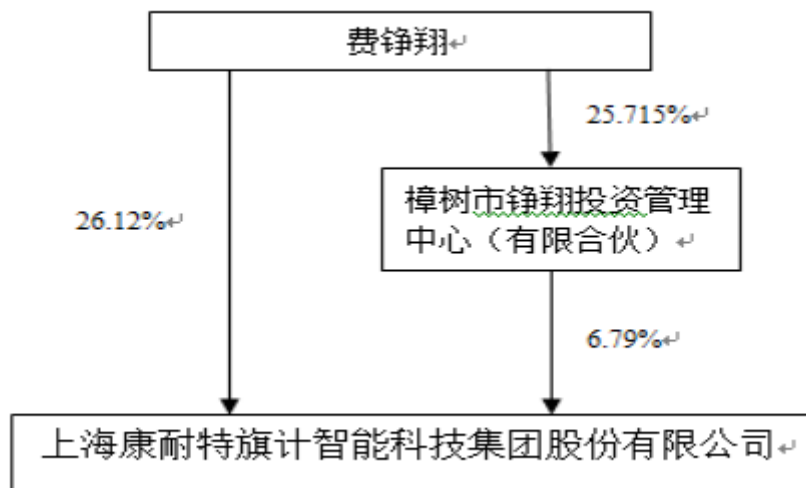 费铮翔↵
25.715%↵
26.12%↵
樟树市铮翔投资管理
中心（有限合伙）↵
6.79%↵
上海康耐特旗计智能科技集团股份有限公司↵